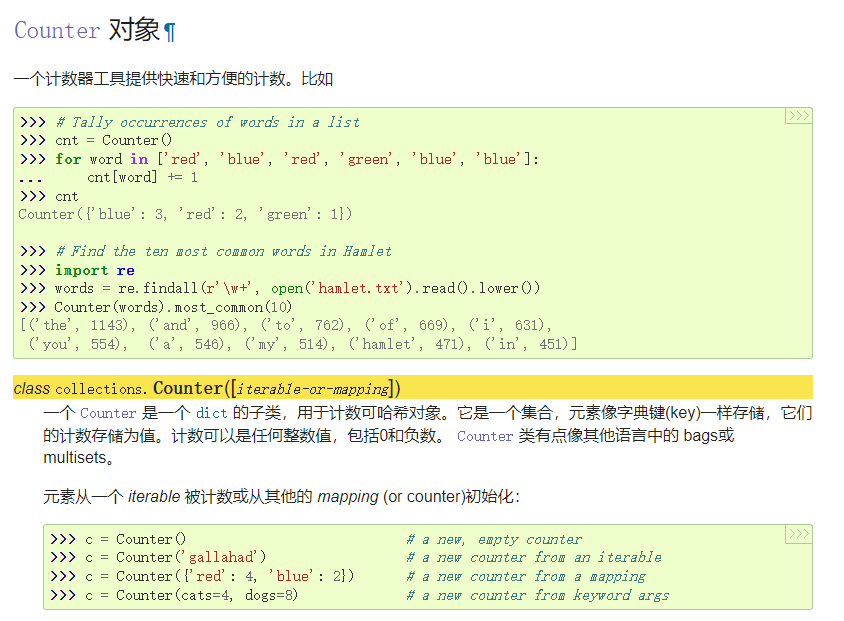 Counter 对象¶
一个计数器工具提供快速和方便的计数。比如
>>>
>>> # Tally occurrences of words in a list
>>> cnt = Counter()
>>> for word in ['red', 'blue', 'red', 'green', 'blue', 'blue']:
...     cnt[word] += 1
>>> cnt
Counter({'blue': 3, 'red': 2, 'green': 1})
>>> # Find the ten most common words in Hamlet
>>> import re
>>> words = re.findall(r'\w+', open('hamlet.txt').read().lower())
>>> Counter(words).most_common(10)
[('the', 1143), ('and', 966), ('to', 762), ('of', 669), ('i', 631),
 ('you', 554),  ('a', 546), ('my', 514), ('hamlet', 471), ('in', 451)]
class collections.Counter([iterable-or-mapping])
一个 Counter 是一个 dict 的子类，用于计数可哈希对象。它是一个集合，元素像字典键(key)一样存储，它们
的计数存储为值。计数可以是任何整数值，包括0和负数。 Counter 类有点像其他语言中的 bags或
multisets。
元素从一个 iterable 被计数或从其他的 mapping (or counter)初始化：
>>>
>>> c = Counter()                           # a new, empty counter
>>> c = Counter('gallahad')                 # a new counter from an iterable
>>> c = Counter({'red': 4, 'blue': 2})      # a new counter from a mapping
>>> c = Counter(cats=4, dogs=8)             # a new counter from keyword args